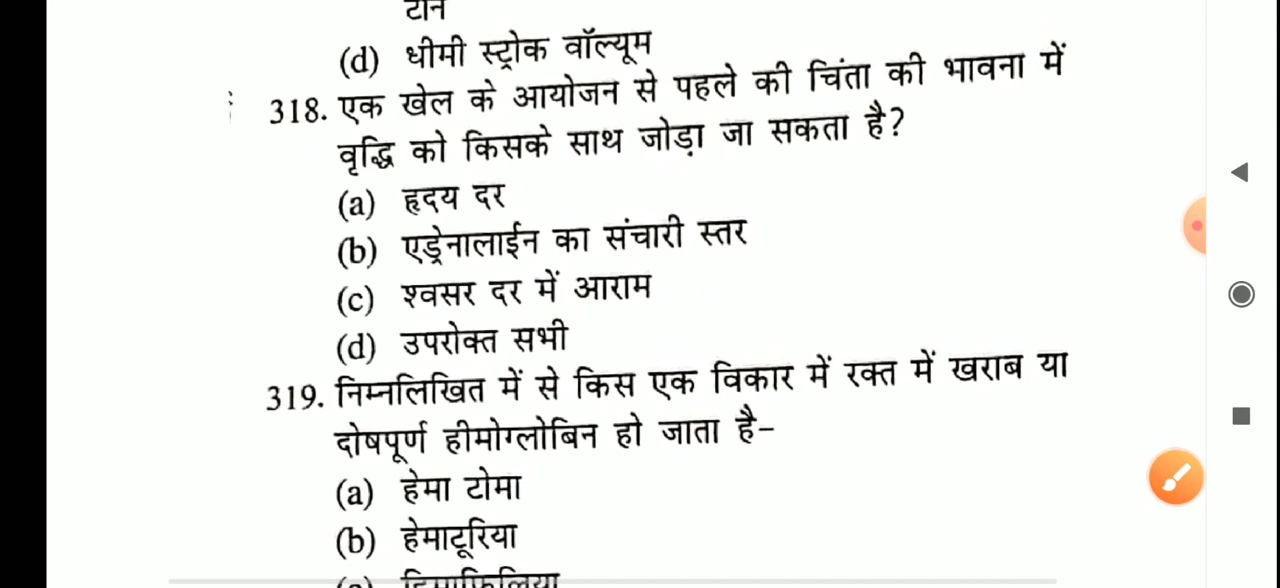 टोन
(d) धीमी स्ट्रोक वॉल्यूम
318. एक खेल के आयोजन से पहले की चिंता की भावना में
वृद्धि को किसके साथ जोड़ा जा सकता है?
(a) हृदय दर
(b) एड्रेनालाईन का संचारी स्तर
(c) श्वसर दर में आराम
(d) उपरोक्त सभी
319. निम्नलिखित में से किस एक विकार में रक्त में खराब या
दोषपूर्ण हीमोग्लोबिन हो जाता है-
(a) हेमा टोमा
(b) हेमाटूरिया